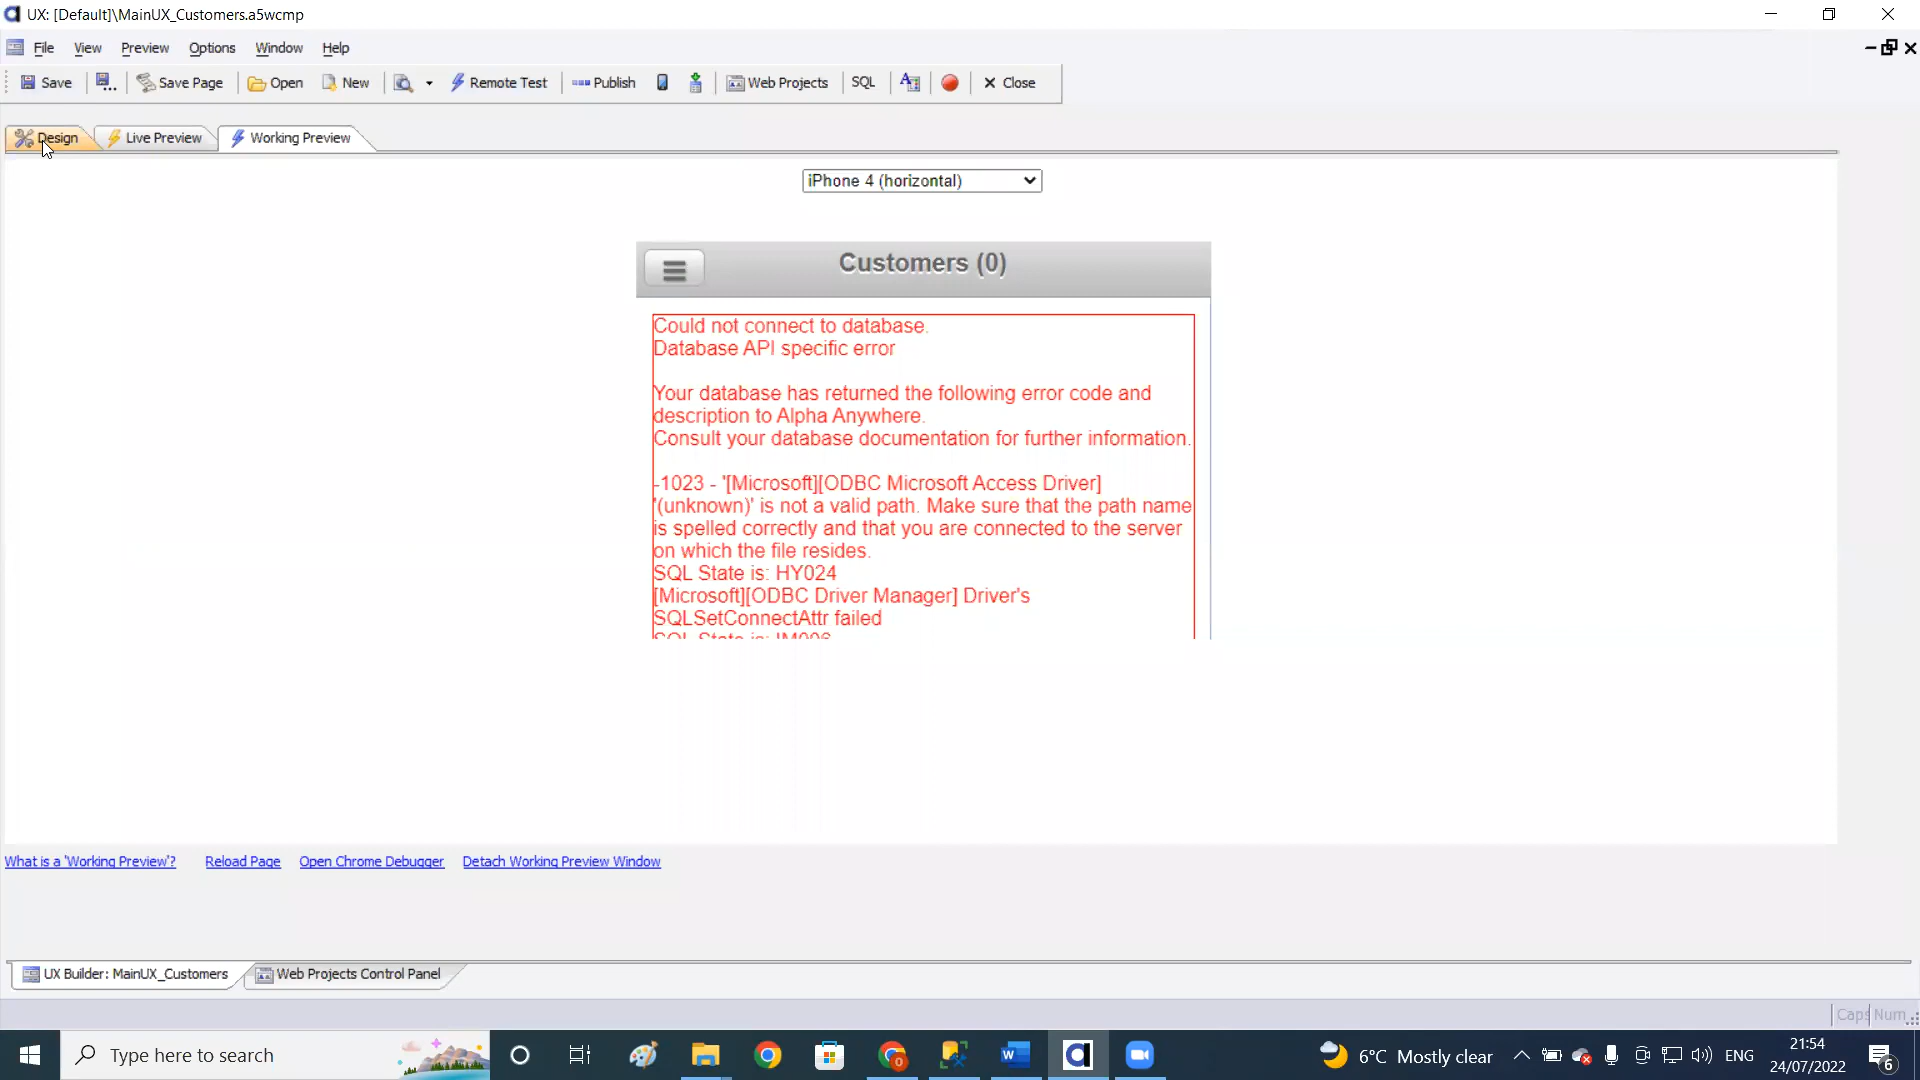 UX: [Default]\MainUX_Customers.a5wcmp
File View Preview Options Window Help
Save Save Page Open New Remote Test Publish Web Projects SQL Close
Design Live Preview Working Preview
iPhone 4 (horizontal)
Customers (0)
Could not connect to database.
Database API specific error
Your database has returned the following error code and
description to Alpha Anywhere.
Consult your database documentation for further information.
-1023 - '[Microsoft][ODBC Microsoft Access Driver]
'(unknown)' is not a valid path. Make sure that the path name
is spelled correctly and that you are connected to the server
on which the file resides.
SQL State is: HY024
[Microsoft][ODBC Driver Manager] Driver's
SQLSetConnectAttr failed
SQL State is: IM006
What is a 'Working Preview'? Reload Page Open Chrome Debugger Detach Working Preview Window
UX Builder: MainUX_Customers Web Projects Control Panel
Caps Num
Type here to search
6°C Mostly clear
ENG
21:54
24/07/2022
6